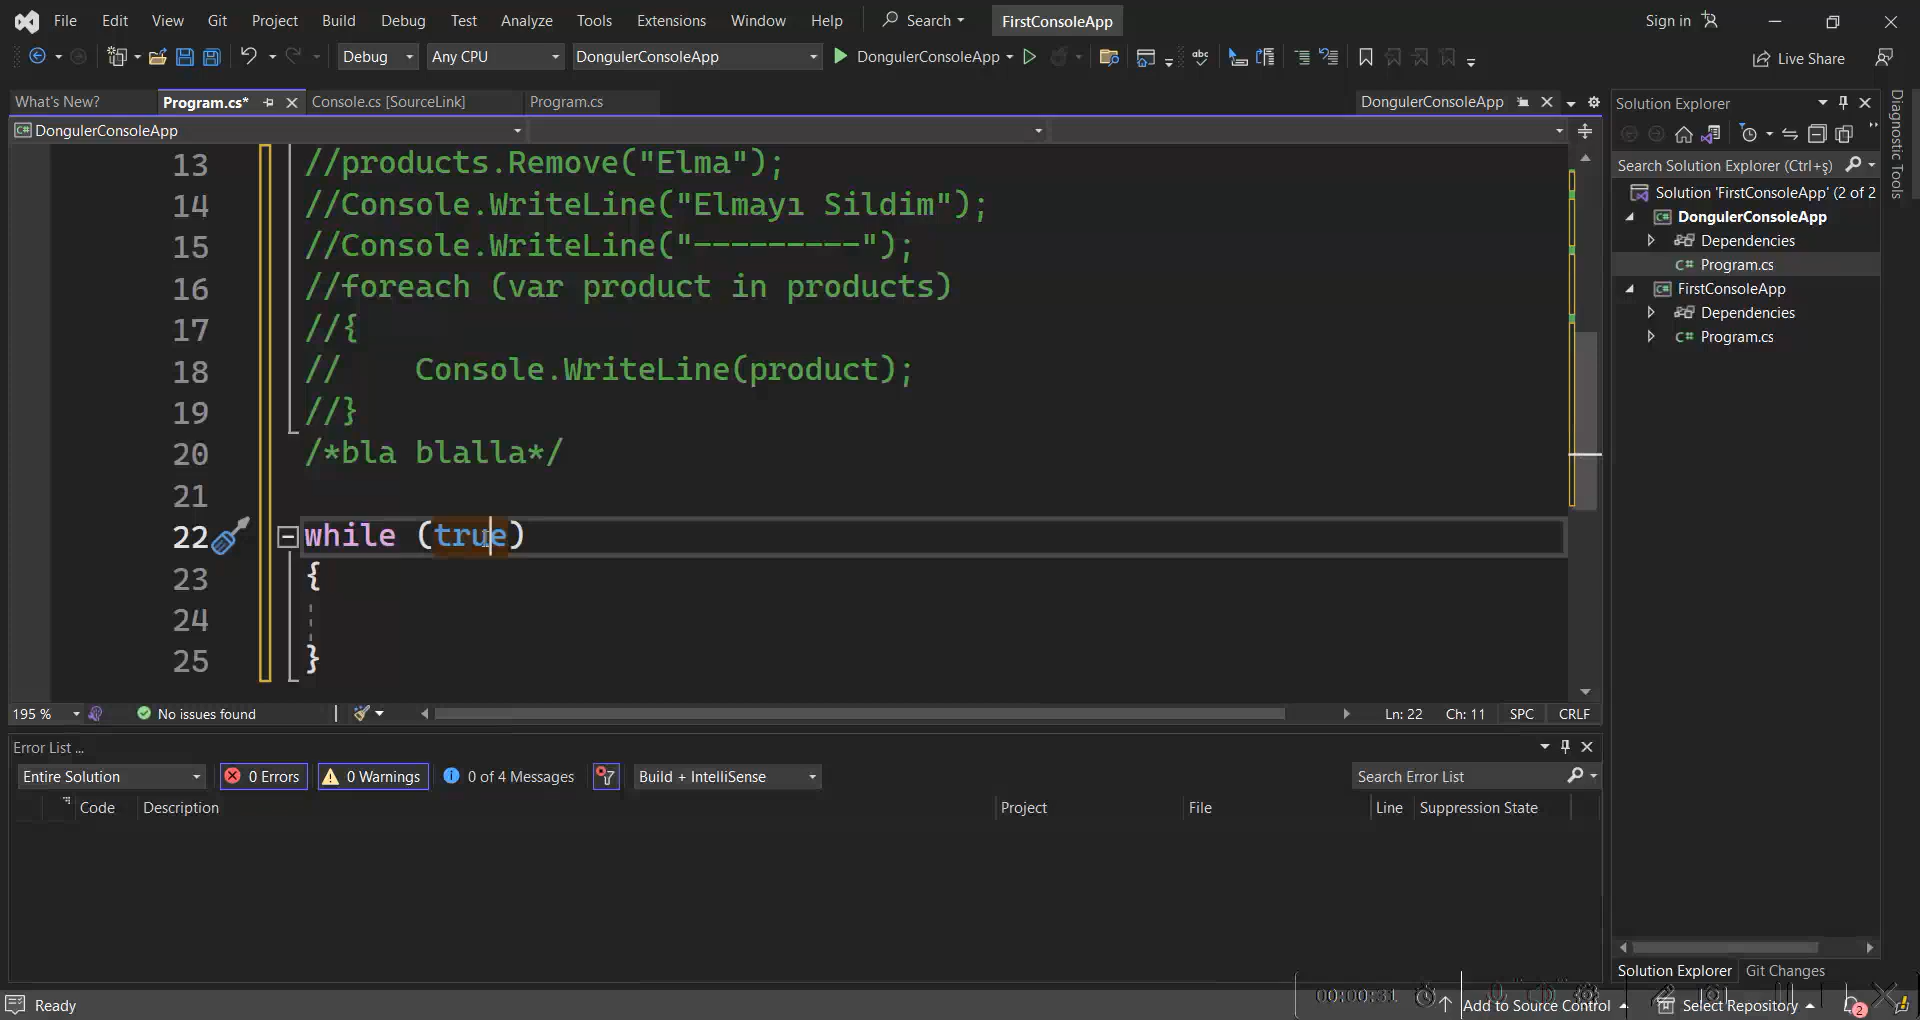 File Edit View Git Project Build Debug Test Analyze Tools Extensions Window Help Search FirstConsoleApp Sign in
Debug Any CPU DongulerConsoleApp DongulerConsoleApp Live Share
What's New? Program.cs* Console.cs [SourceLink] Program.cs DongulerConsoleApp
DongulerConsoleApp
13 //products.Remove("Elma");
14 //Console.WriteLine("Elmayı Sildim");
15 //Console.WriteLine("---------");
16 //foreach (var product in products)
17 //{
18 //    Console.WriteLine(product);
19 //}
20 /*bla blalla*/
21
22 while (true)
23 {
24
25 }
195 % No issues found Ln: 22 Ch: 11 SPC CRLF
Error List ...
Entire Solution 0 Errors 0 Warnings 0 of 4 Messages Build + IntelliSense Search Error List
Code Description Project File Line Suppression State
Solution Explorer
Search Solution Explorer (Ctrl+ş)
Solution 'FirstConsoleApp' (2 of 2
DongulerConsoleApp
Dependencies
C# Program.cs
FirstConsoleApp
Dependencies
C# Program.cs
Solution Explorer Git Changes
Diagnostic Tools
Ready 00:00:31 Add to Source Control Select Repository 2